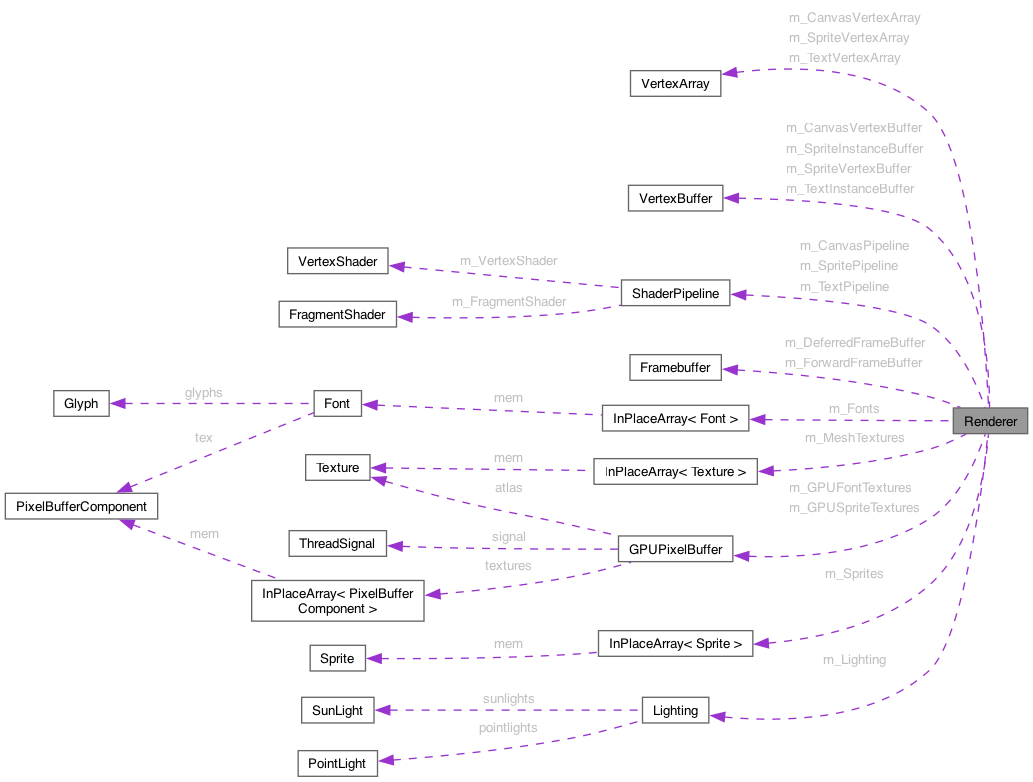 m_CanvasVertexArray
m_SpriteVertexArray
m_TextVertexArray
VertexArray
m_CanvasVertexBuffer
m_SpriteInstanceBuffer
m_SpriteVertexBuffer
m_TextInstanceBuffer
VertexBuffer
m_CanvasPipeline
m_SpritePipeline
m_TextPipeline
VertexShader
m_VertexShader
ShaderPipeline
FragmentShader
m_FragmentShader
m_DeferredFrameBuffer
m_ForwardFrameBuffer
Framebuffer
Glyph
glyphs
Font
mem
InPlaceArray< Font >
m_Fonts
Renderer
tex
m_MeshTextures
Texture
mem
InPlaceArray< Texture >
atlas
m_GPUFontTextures
m_GPUSpriteTextures
PixelBufferComponent
mem
ThreadSignal
signal
GPUPixelBuffer
textures
m_Sprites
InPlaceArray< PixelBuffer
Component >
Sprite
mem
InPlaceArray< Sprite >
m_Lighting
SunLight
sunlights
Lighting
pointlights
PointLight